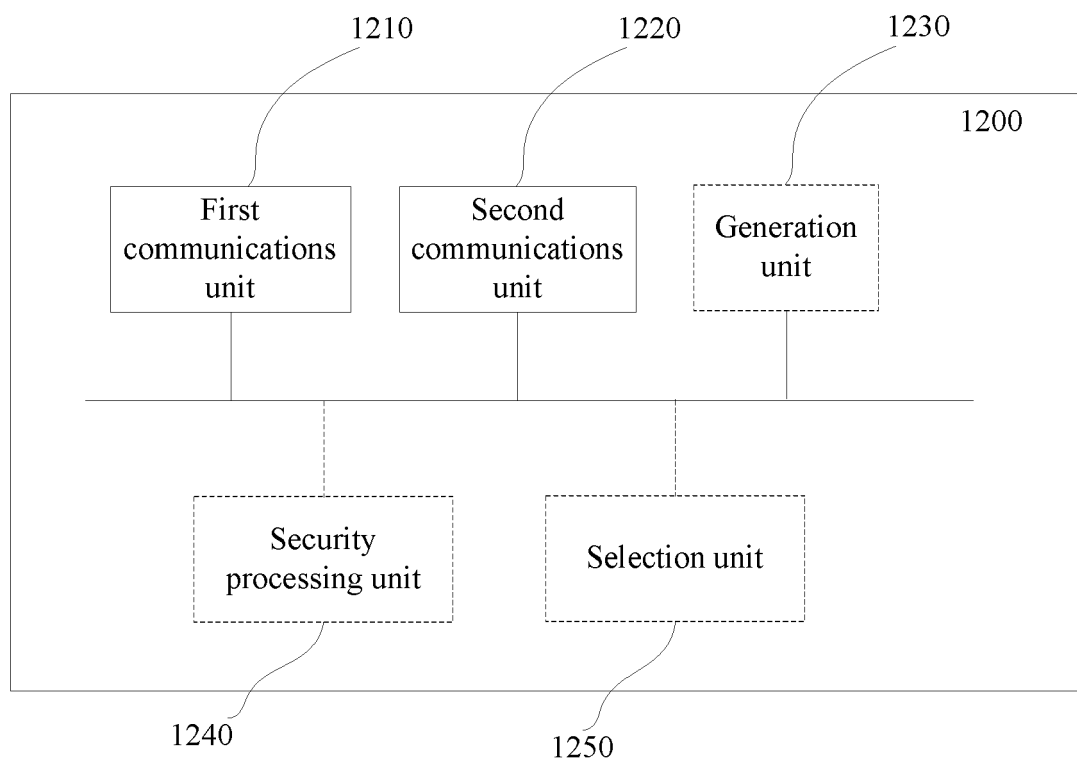 1210
1220
1230
1200
First
communications
unit
Second
communications
unit
Generation
unit
Security
processing unit
Selection unit
1240
1250